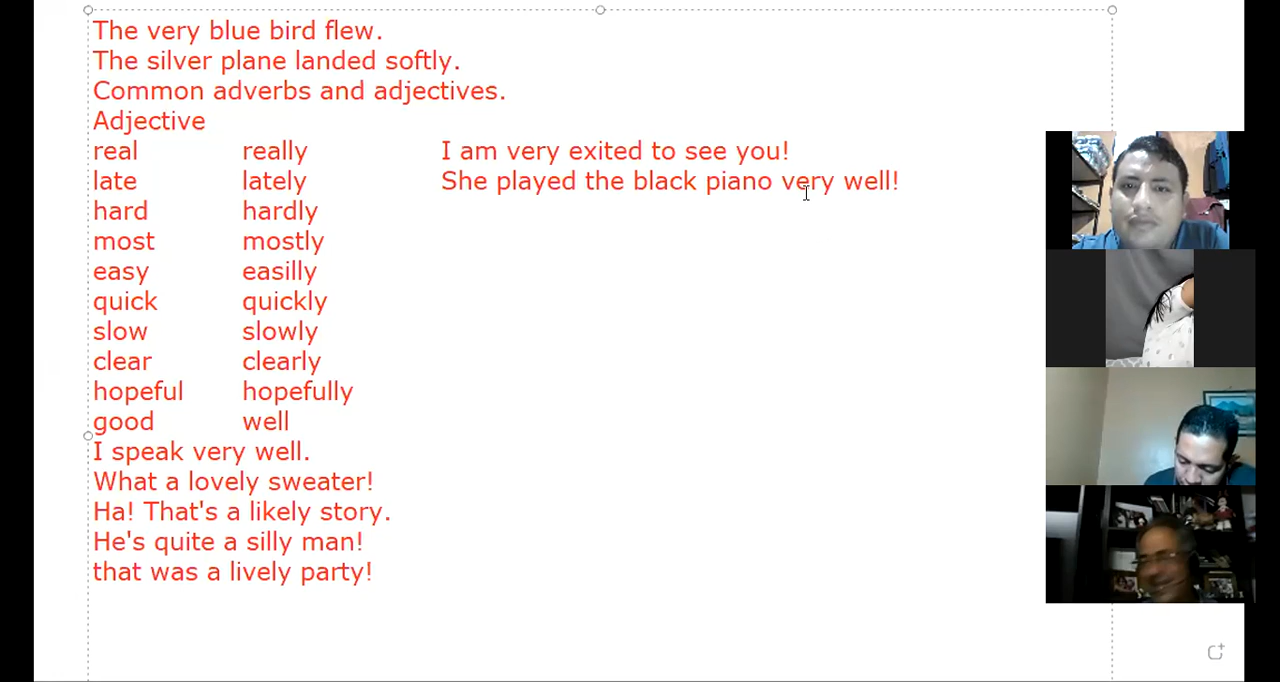 The very blue bird flew.
The silver plane landed softly.
Common adverbs and adjectives.
Adjective
real really I am very exited to see you!
late lately She played the black piano very well!
hard hardly
most mostly
easy easilly
quick quickly
slow slowly
clear clearly
hopeful hopefully
good well
I speak very well.
What a lovely sweater!
Ha! That's a likely story.
He's quite a silly man!
that was a lively party!